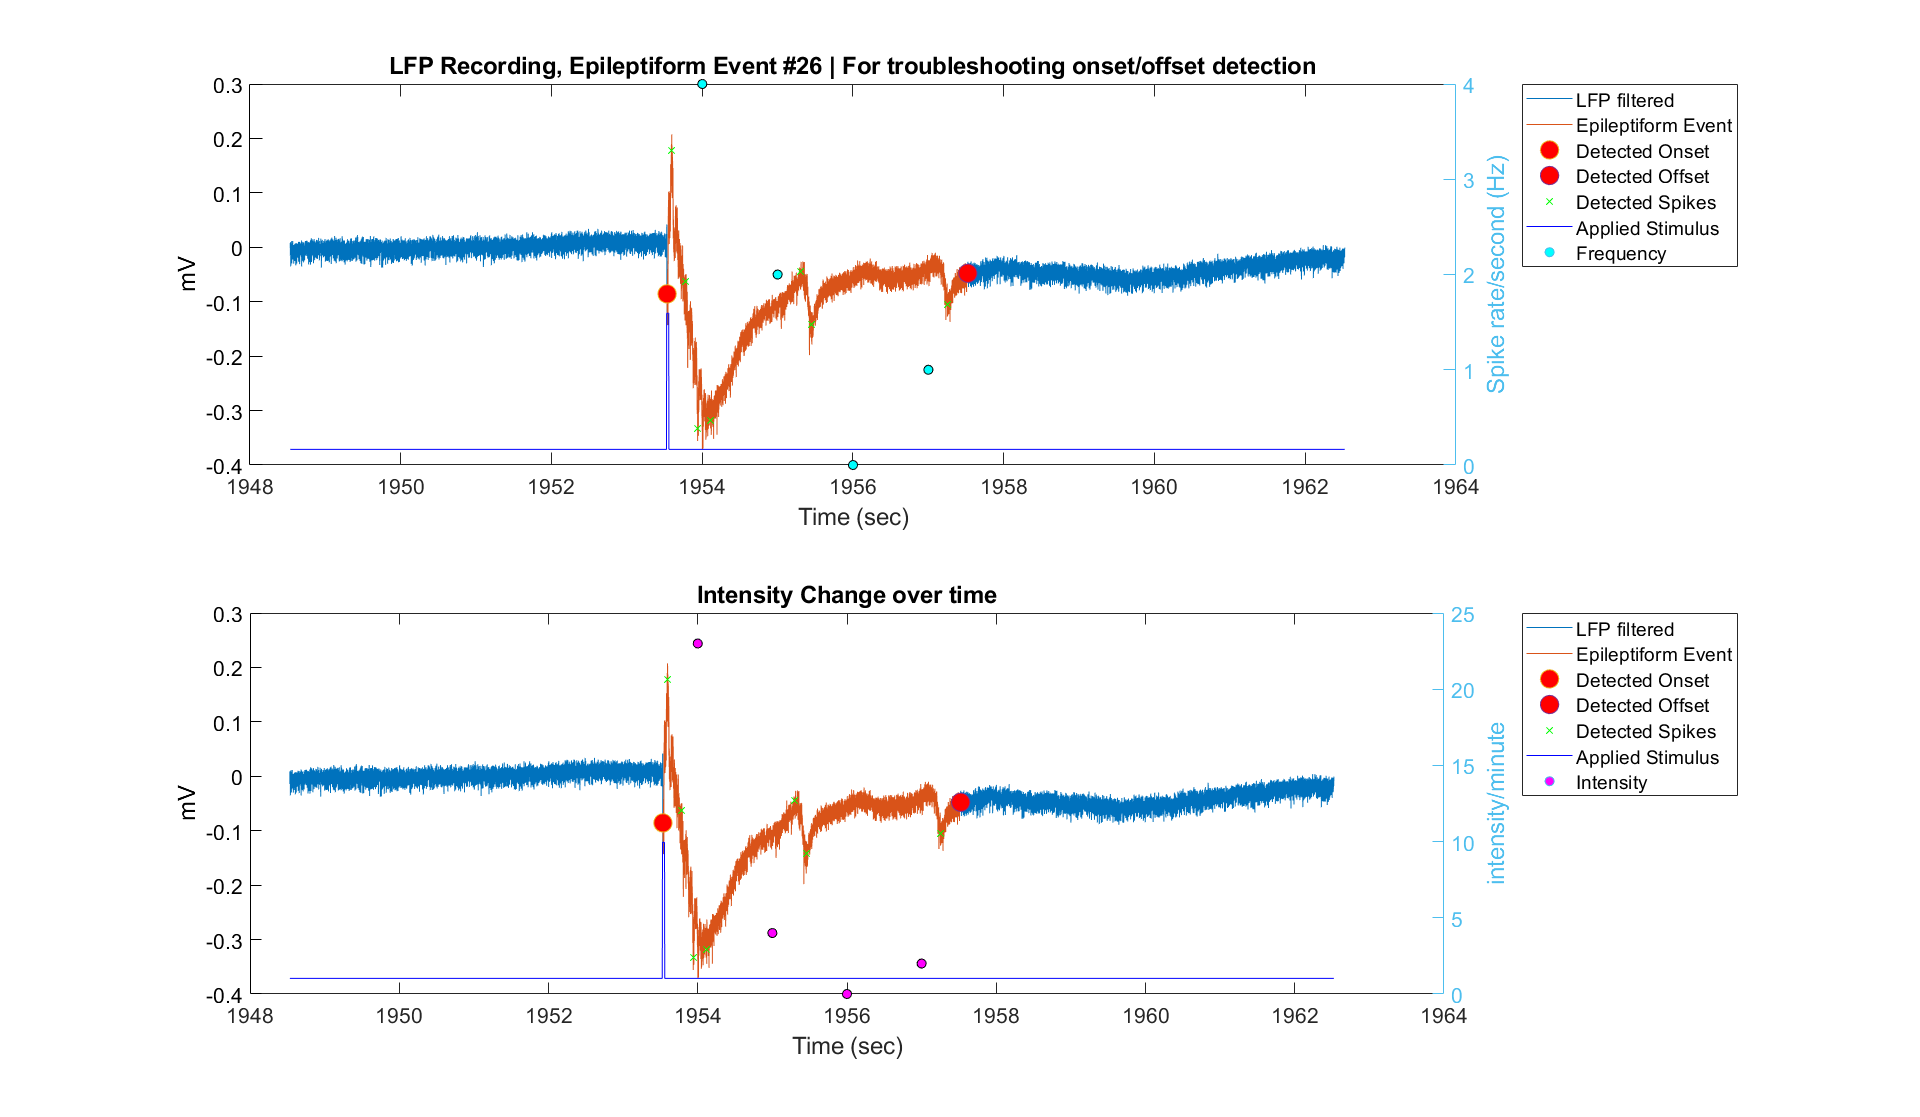 LFP Recording, Epileptiform Event #26 | For troubleshooting onset/offset detection
0.3
0.2
0.1
0
-0.1
-0.2
-0.3
-0.4
mV
1948 1950 1952 1954 1956 1958 1960 1962 1964
Time (sec)
4
3
2
1
0
Spike rate/second (Hz)
LFP filtered
Epileptiform Event
Detected Onset
Detected Offset
Detected Spikes
Applied Stimulus
Frequency
Intensity Change over time
0.3
0.2
0.1
0
-0.1
-0.2
-0.3
-0.4
mV
1948 1950 1952 1954 1956 1958 1960 1962 1964
Time (sec)
25
20
15
10
5
0
intensity/minute
LFP filtered
Epileptiform Event
Detected Onset
Detected Offset
Detected Spikes
Applied Stimulus
Intensity